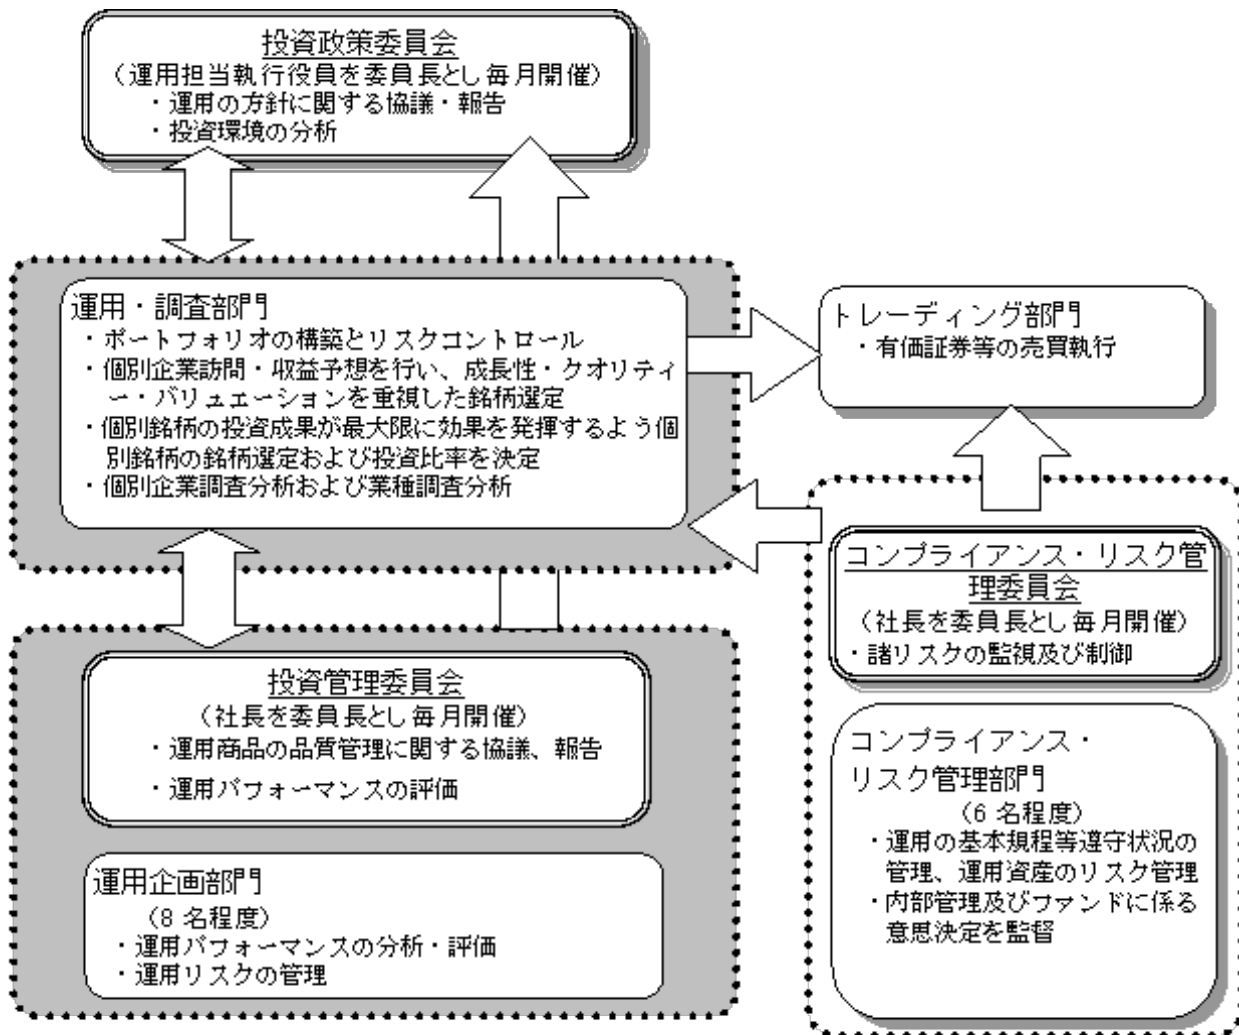 投資政策委員会
（運用担当執行役員を委員長とし毎月開催）
・運用の方針に関する協議・報告
・投資環境の分析
運用・調査部門
・ポートフォリオの構築とリスクコントロール
・個別企業訪問・収益予想を行い、成長性・クオリティ
ー・バリュエーションを重視した銘柄選定
・個別銘柄の投資成果が最大限に効果を発揮するよう個
別銘柄の銘柄選定および投資比率を決定
・個別企業調査分析および業種調査分析
トレーディング部門
・有価証券等の売買執行
コンプライアンス・リスク管
理委員会
（社長を委員長とし毎月開催）
・諸リスクの監視及び制御
コンプライアンス・
リスク管理部門
（6 名程度）
・運用の基本規程等遵守状況の
管理、運用資産のリスク管理
・内部管理及びファンドに係る
意思決定を監督
投資管理委員会
（社長を委員長とし毎月開催）
・運用商品の品質管理に関する協議、報告
・運用パフォーマンスの評価
運用企画部門
（8 名程度）
・運用パフォーマンスの分析・評価
・運用リスクの管理